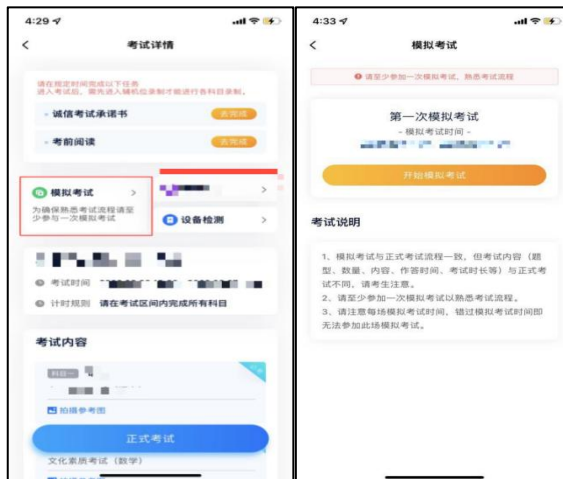 4:29
考试详情
请在规定时间完成以下任务
进入考试后，需先进入辅机位录制才能进行各科目录制。
诚信考试承诺书
去完成
考前阅读
去完成
模拟考试
为确保熟悉考试流程请至
少参与一次模拟考试
设备检测
考试时间
计时规则 请在考试区间内完成所有科目
考试内容
科目一
拍摄参考图
正式考试
文化素质考试（数学）
4:33
模拟考试
请至少参加一次模拟考试，熟悉考试流程
第一次模拟考试
- 模拟考试时间 -
开始模拟考试
考试说明
1、模拟考试与正式考试流程一致，但考试内容（题
型、数量、内容、作答时间、考试时长等）与正式考
试不同，请考生注意。
2、请至少参加一次模拟考试以熟悉考试流程。
3、请注意每场模拟考试时间，错过模拟考试时间即
无法参加此场模拟考试。